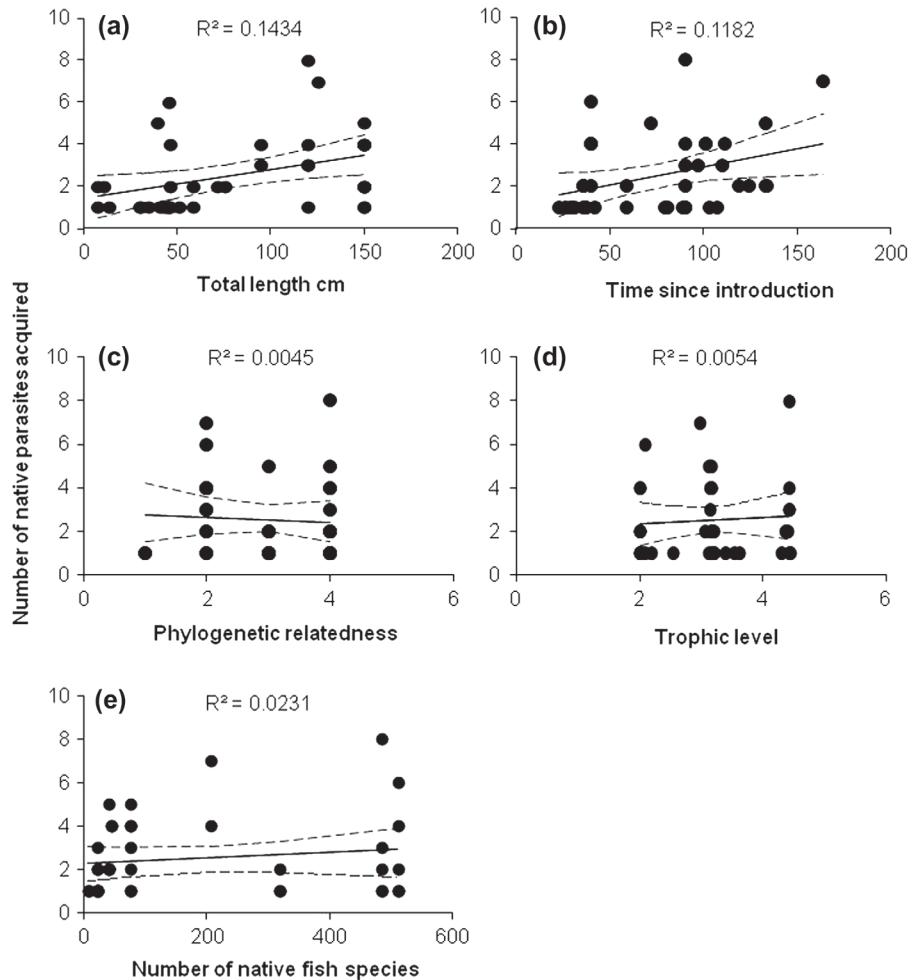 (a)
R² = 0.1434
10
8
6
4
2
0
0 50 100 150 200
Total length cm
(b)
R² = 0.1182
10
8
6
4
2
0
0 50 100 150 200
Time since introduction
Number of native parasites acquired
(c)
R² = 0.0045
10
8
6
4
2
0
0 2 4 6
Phylogenetic relatedness
(d)
R² = 0.0054
10
8
6
4
2
0
0 2 4 6
Trophic level
(e)
R² = 0.0231
10
8
6
4
2
0
0 200 400 600
Number of native fish species